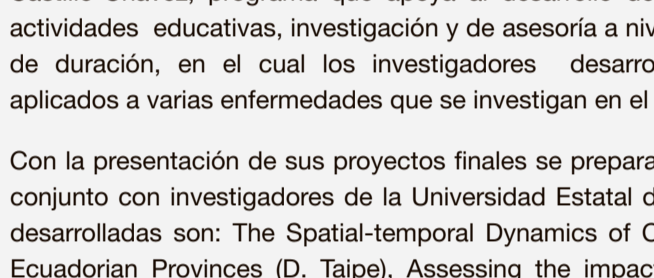 actividades educativas, investigación y de asesoría a niv
de duración, en el cual los investigadores desarro
aplicados a varias enfermedades que se investigan en el
Con la presentación de sus proyectos finales se prepara
conjunto con investigadores de la Universidad Estatal d
desarrolladas son: The Spatial-temporal Dynamics of C
Ecuadorian Provinces (D. Taipe), Assessing the impac